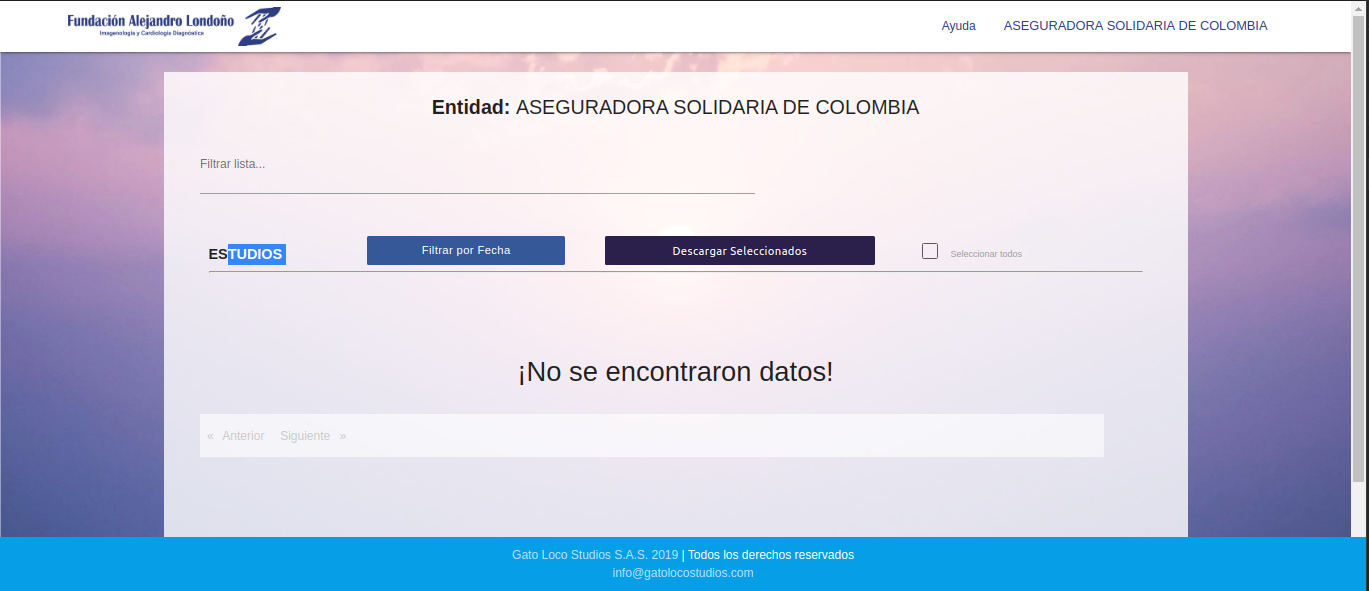 Fundación Alejandro Londoño
Imagenología y Cardiología Diagnóstica
Ayuda
ASEGURADORA SOLIDARIA DE COLOMBIA
Entidad: ASEGURADORA SOLIDARIA DE COLOMBIA
Filtrar lista...
ESTUDIOS
Filtrar por Fecha
Descargar Seleccionados
Seleccionar todos
¡No se encontraron datos!
« Anterior Siguiente »
Gato Loco Studios S.A.S. 2019 | Todos los derechos reservados
info@gatolocostudios.com